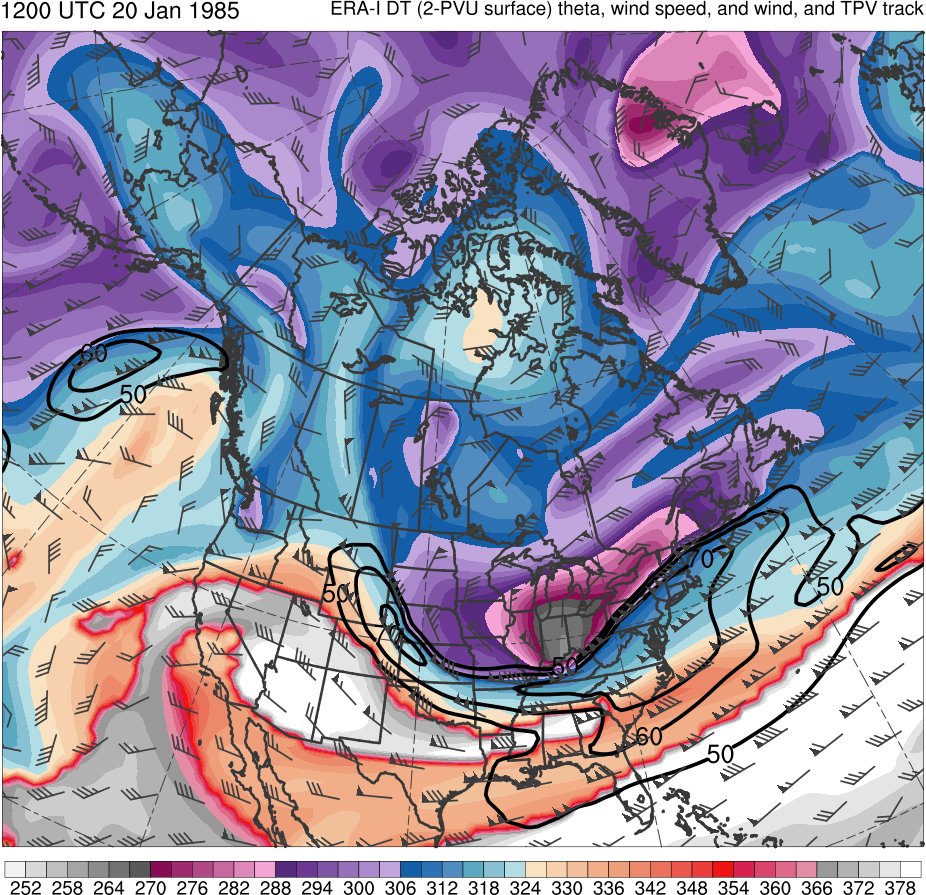 1200 UTC 20 Jan 1985
ERA-I DT (2-PVU surface) theta, wind speed, and wind, and TPV track
60
50
70
50
50
50
60
50
252 258 264 270 276 282 288 294 300 306 312 318 324 330 336 342 348 354 360 366 372 378